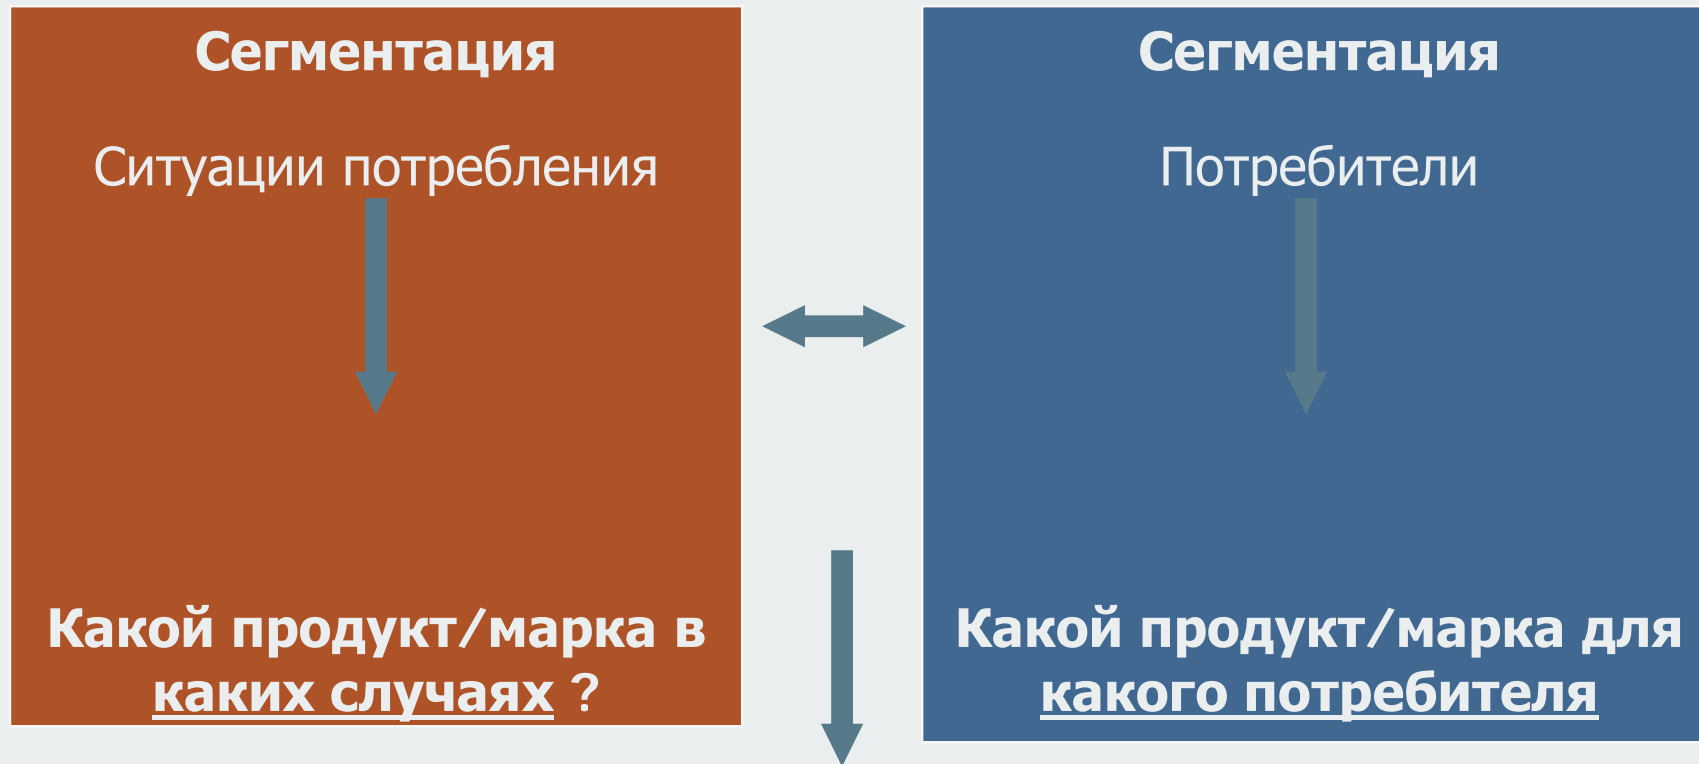 Сегментация
Ситуации потребления
Какой продукт/марка в
каких случаях ?
Сегментация
Потребители
Какой продукт/марка для
какого потребителя